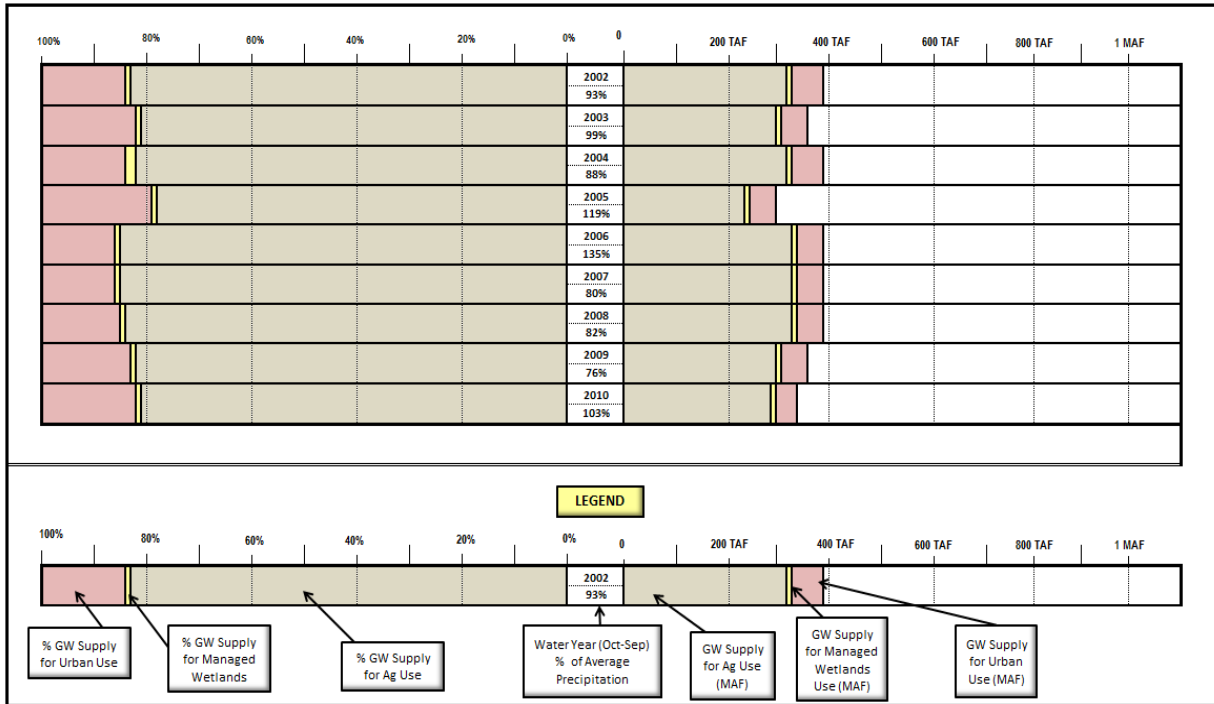 100% 80% 60% 40% 20% 0% 0 200 TAF 400 TAF 600 TAF 800 TAF 1 MAF
2002
93%
2003
99%
2004
88%
2005
119%
2006
135%
2007
80%
2008
82%
2009
76%
2010
103%
LEGEND
100% 80% 60% 40% 20% 0% 0 200 TAF 400 TAF 600 TAF 800 TAF 1 MAF
2002
93%
% GW Supply
for Urban Use
% GW Supply
for Managed
Wetlands
% GW Supply
for Ag Use
Water Year (Oct-Sep)
% of Average
Precipitation
GW Supply
for Ag Use
(MAF)
GW Supply
for Managed
Wetlands
Use (MAF)
GW Supply
for Urban
Use (MAF)